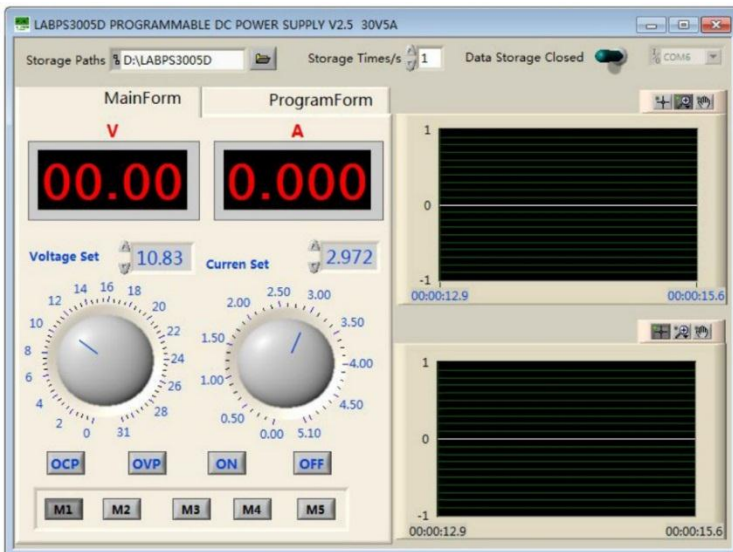 LABPS3005D PROGRAMMABLE DC POWER SUPPLY V2.5 30V5A
Storage Paths D:\LABPS3005D Storage Times/s 1 Data Storage Closed COM6
MainForm ProgramForm
V A
00.00 0.000
Voltage Set 10.83 Curren Set 2.972
0 2 4 6 8 10 12 14 16 18 20 22 24 26 28 31
0.00 0.50 1.00 1.50 2.00 2.50 3.00 3.50 4.00 4.50 5.10
OCP OVP ON OFF
M1 M2 M3 M4 M5
1
0
-1
00:00:12.9 00:00:15.6
1
0
-1
00:00:12.9 00:00:15.6